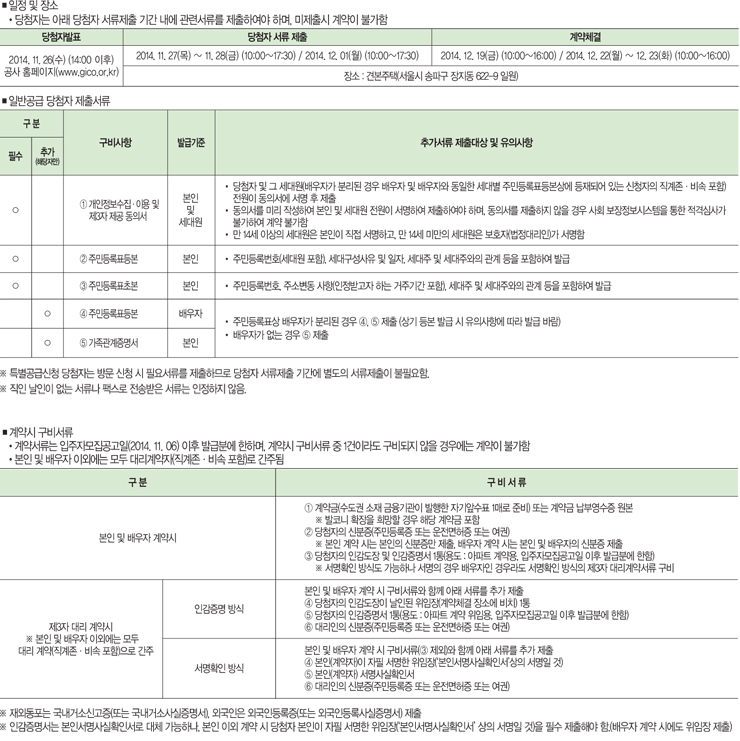 ■ 일정 및 장소
• 당첨자는 아래 당첨자 서류제출 기간 내에 관련서류를 제출하여야 하며, 미제출시 계약이 불가함
당첨자발표
당첨자 서류 제출
계약체결
2014. 11. 26(수) (14:00 이후)
공사 홈페이지(www.gico.or.kr)
2014. 11. 27(목) ~ 11. 28(금) (10:00~17:30) / 2014. 12. 01(월) (10:00~17:30)
2014. 12. 19(금) (10:00~16:00) / 2014. 12. 22(월) ~ 12. 23(화) (10:00~16:00)
장소 : 견본주택(서울시 송파구 장지동 622-9 일원)
■ 일반공급 당첨자 제출서류
구 분
필수
추가
(해당자만)
구비사항
발급기준
추가서류 제출대상 및 유의사항
○
① 개인정보수집 · 이용 및
제3자 제공 동의서
본인
및
세대원
• 당첨자 및 그 세대원(배우자가 분리된 경우 배우자 및 배우자와 동일한 세대별 주민등록표등본상에 등재되어 있는 신청자의 직계존 · 비속 포함)
전원이 동의서에 서명 후 제출
• 동의서를 미리 작성하여 본인 및 세대원 전원이 서명하여 제출하여야 하며, 동의서를 제출하지 않을 경우 사회 보장정보시스템을 통한 적격심사가
불가하여 계약 불가함
• 만 14세 이상의 세대원은 본인이 직접 서명하고, 만 14세 미만의 세대원은 보호자(법정대리인)가 서명함
○
② 주민등록표등본
본인
• 주민등록번호(세대원 포함), 세대구성사유 및 일자, 세대주 및 세대주와의 관계 등을 포함하여 발급
○
③ 주민등록표초본
본인
• 주민등록번호, 주소변동 사항(인정받고자 하는 거주기간 포함), 세대주 및 세대주와의 관계 등을 포함하여 발급
○
④ 주민등록표등본
배우자
• 주민등록표상 배우자가 분리된 경우 ④, ⑤ 제출 (상기 등본 발급 시 유의사항에 따라 발급 바람)
• 배우자가 없는 경우 ⑤ 제출
○
⑤ 가족관계증명서
본인
※ 특별공급신청 당첨자는 방문 신청 시 필요서류를 제출하므로 당첨자 서류제출 기간에 별도의 서류제출이 불필요함.
※ 직인 날인이 없는 서류나 팩스로 전송받은 서류는 인정하지 않음.
■ 계약시 구비서류
• 계약서류는 입주자모집공고일(2014. 11. 06) 이후 발급분에 한하며, 계약시 구비서류 중 1건이라도 구비되지 않을 경우에는 계약이 불가함
• 본인 및 배우자 이외에는 모두 대리계약자(직계존 · 비속 포함)로 간주됨
구 분
구 비 서 류
본인 및 배우자 계약시
① 계약금(수도권 소재 금융기관이 발행한 자기앞수표 1매로 준비) 또는 계약금 납부영수증 원본
※ 발코니 확장을 희망할 경우 해당 계약금 포함
② 당첨자의 신분증(주민등록증 또는 운전면허증 또는 여권)
※ 본인 계약 시는 본인의 신분증만 제출, 배우자 계약 시는 본인 및 배우자의 신분증 제출
③ 당첨자의 인감도장 및 인감증명서 1통(용도 : 아파트 계약용, 입주자모집공고일 이후 발급분에 한함)
※ 서명확인 방식도 가능하나 서명의 경우 배우자인 경우라도 서명확인 방식의 제3자 대리계약서류 구비
제3자 대리 계약시
※ 본인 및 배우자 이외에는 모두
대리 계약(직계존 · 비속 포함)으로 간주
인감증명 방식
본인 및 배우자 계약 시 구비서류와 함께 아래 서류를 추가 제출
④ 당첨자의 인감도장이 날인된 위임장(계약체결 장소에 비치) 1통
⑤ 당첨자의 인감증명서 1통(용도 : 아파트 계약 위임용, 입주자모집공고일 이후 발급분에 한함)
⑥ 대리인의 신분증(주민등록증 또는 운전면허증 또는 여권)
서명확인 방식
본인 및 배우자 계약 시 구비서류(③ 제외)와 함께 아래 서류를 추가 제출
④ 본인(계약자)이 자필 서명한 위임장('본인서명사실확인서'상의 서명일 것)
⑤ 본인(계약자) 서명사실확인서
⑥ 대리인의 신분증(주민등록증 또는 운전면허증 또는 여권)
※ 재외동포는 국내거소신고증(또는 국내거소사실증명서), 외국인은 외국인등록증(또는 외국인등록사실증명서) 제출
※ 인감증명서는 본인서명사실확인서로 대체 가능하나, 본인 이외 계약 시 당첨자 본인이 자필 서명한 위임장('본인서명사실확인서' 상의 서명일 것)을 필수 제출해야 함.(배우자 계약 시에도 위임장 제출)